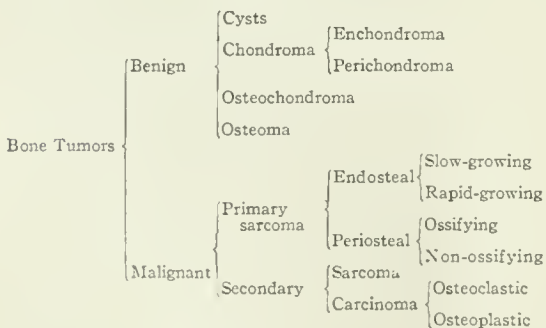 Cysts
Chondroma Enchondroma
Perichondroma
Benign
Osteochondroma
Osteoma
Bone Tumors
Slow-growing
Endosteal
Rapid-growing
Primary
sarcoma
Ossifying
Periosteal
Non-ossifying
Malignant
Sarcoma
Secondary
Carcinoma Osteoclastic
Osteoplastic